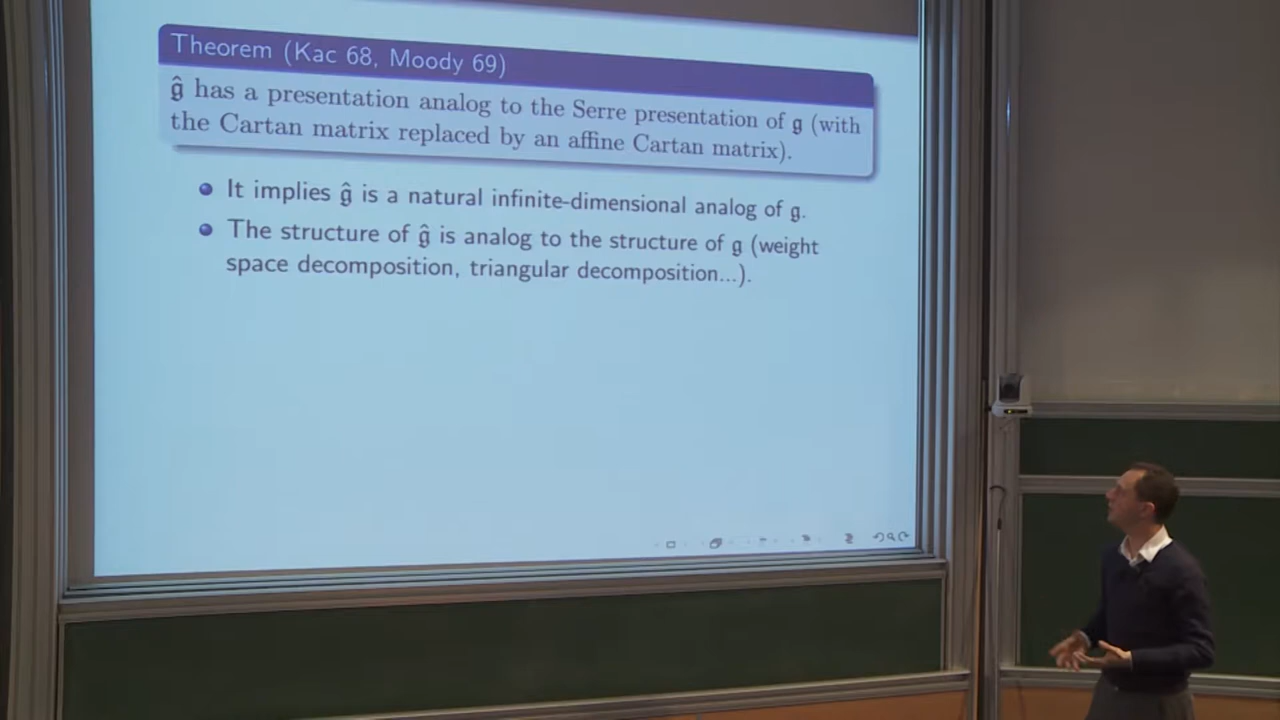 Theorem (Kac 68, Moody 69)
ĝ has a presentation analog to the Serre presentation of g (with
the Cartan matrix replaced by an affine Cartan matrix).
It implies ĝ is a natural infinite-dimensional analog of g.
The structure of ĝ is analog to the structure of g (weight
space decomposition, triangular decomposition...).